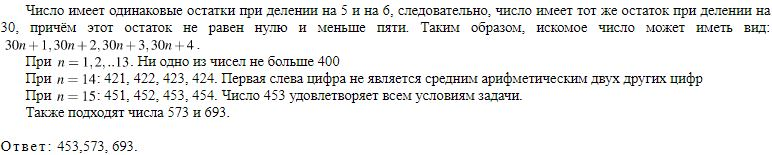 Число имеет одинаковые остатки при делении на 5 и на 6, следовательно, число имеет тот же остаток при делении на
30, причём этот остаток не равен нулю и меньше пяти. Таким образом, искомое число может иметь вид:
30n + 1, 30n + 2, 30n + 3, 30n + 4 .
При n = 1, 2, ..13. Ни одно из чисел не больше 400
При n = 14: 421, 422, 423, 424. Первая слева цифра не является средним арифметическим двух других цифр
При n = 15: 451, 452, 453, 454. Число 453 удовлетворяет всем условиям задачи.
Также подходят числа 573 и 693.
Ответ: 453,573, 693.